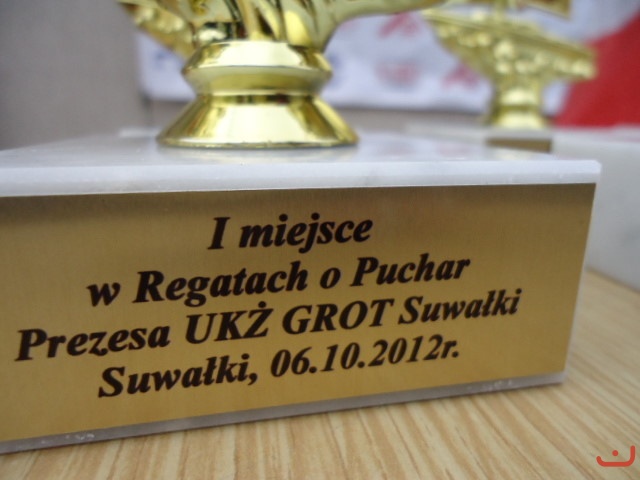 I miejsce
w Regatach o Puchar
Prezesa UKŻ GROT Suwałki
Suwałki, 06.10.2012r.